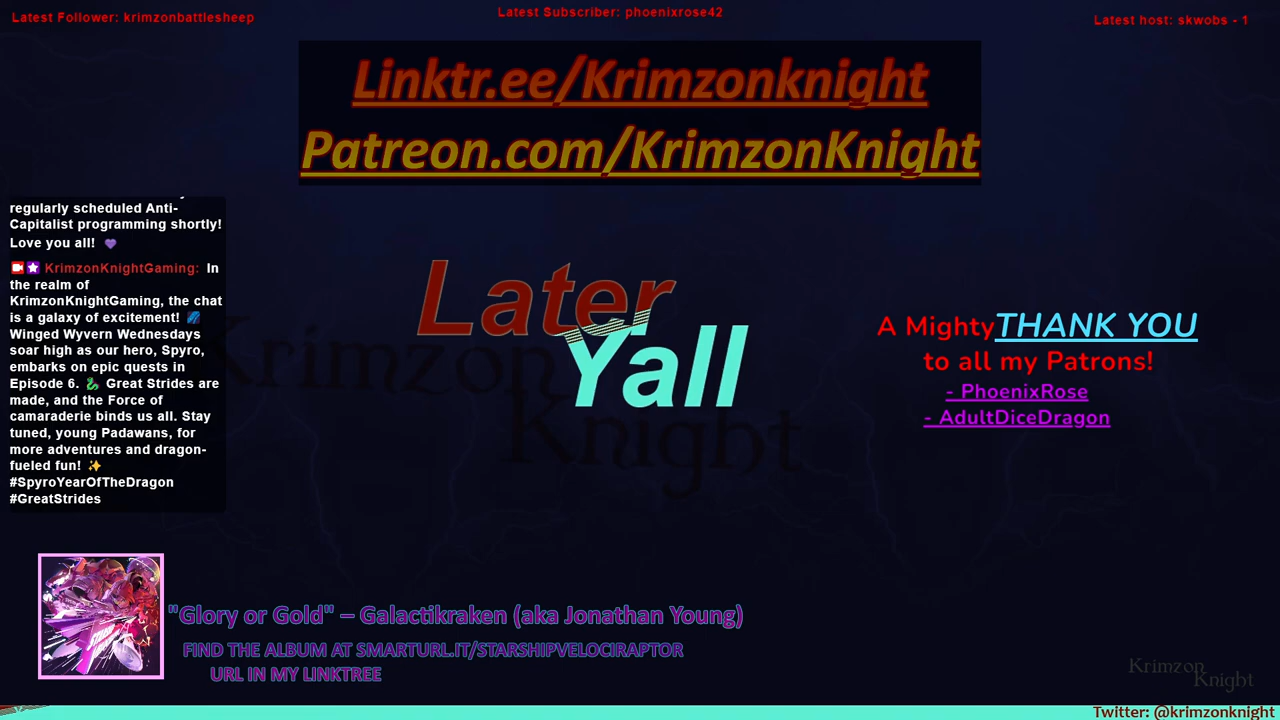 Latest Follower: krimzonbattlesheep
Latest Subscriber: phoenixrose42
Latest host: skwobs - 1
Linktr.ee/Krimzonknight
Patreon.com/KrimzonKnight
regularly scheduled Anti-
Capitalist programming shortly!
Love you all! 💜
KrimzonKnightGaming: In
the realm of
KrimzonKnightGaming, the chat
is a galaxy of excitement! 🌌
Winged Wyvern Wednesdays
soar high as our hero, Spyro,
embarks on epic quests in
Episode 6. 🐉 Great Strides are
made, and the Force of
camaraderie binds us all. Stay
tuned, young Padawans, for
more adventures and dragon-
fueled fun! ✨
#SpyroYearOfTheDragon
#GreatStrides
Later
Yall
Krimzon
Knight
A Mighty THANK YOU
to all my Patrons!
- PhoenixRose
- AdultDiceDragon
"Glory or Gold" – Galactikraken (aka Jonathan Young)
FIND THE ALBUM AT SMARTURL.IT/STARSHIPVELOCIRAPTOR
URL IN MY LINKTREE
Krimzon
Knight
Twitter: @krimzonknight